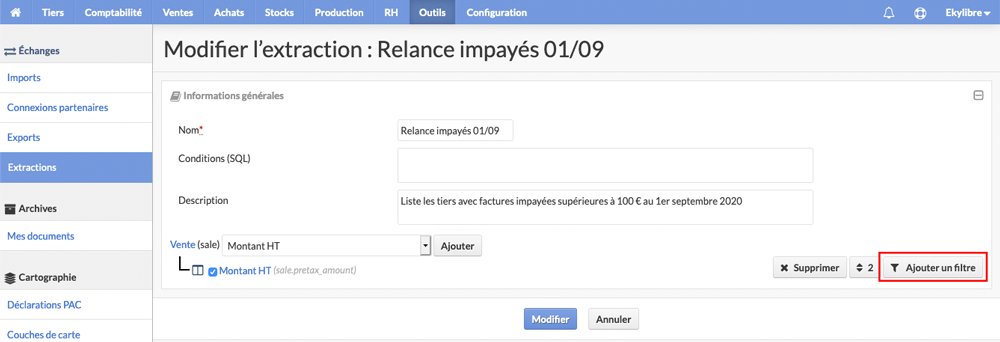 Tiers Comptabilité Ventes Achats Stocks Production RH Outils Configuration Ekylibre
Échanges
Imports
Connexions partenaires
Exports
Extractions
Archives
Mes documents
Cartographie
Déclarations PAC
Couches de carte
Modifier l’extraction : Relance impayés 01/09
Informations générales
Nom* Relance impayés 01/09
Conditions (SQL)
Description Liste les tiers avec factures impayées supérieures à 100 € au 1er septembre 2020
Vente (sale) Montant HT Ajouter
Montant HT (sale.pretax_amount) Supprimer 2 Ajouter un filtre
Modifier Annuler